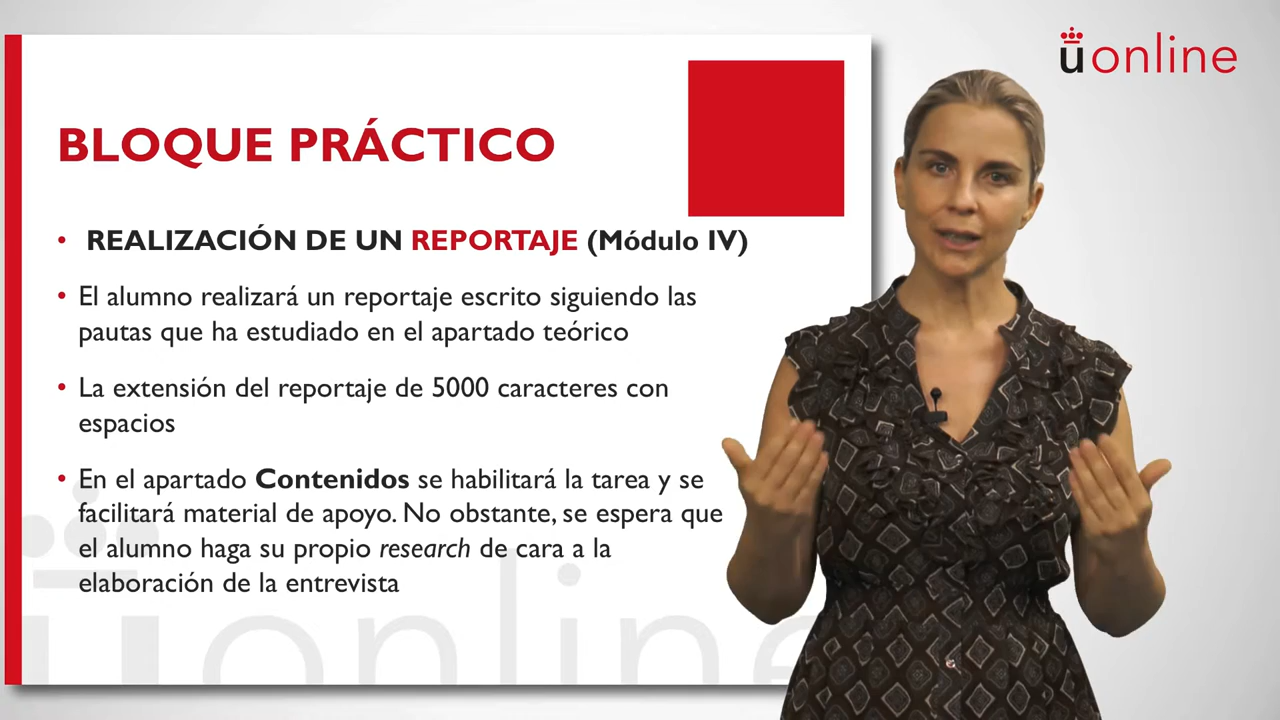 uonline
BLOQUE PRÁCTICO
• REALIZACIÓN DE UN REPORTAJE (Módulo IV)
• El alumno realizará un reportaje escrito siguiendo las
pautas que ha estudiado en el apartado teórico
• La extensión del reportaje de 5000 caracteres con
espacios
• En el apartado Contenidos se habilitará la tarea y se
facilitará material de apoyo. No obstante, se espera que
el alumno haga su propio research de cara a la
elaboración de la entrevista
uonline